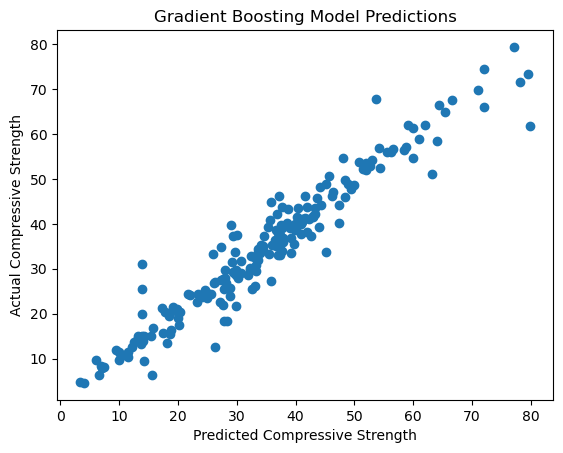 Gradient Boosting Model Predictions
80
70
60
50
40
30
20
10
Actual Compressive Strength
0 10 20 30 40 50 60 70 80
Predicted Compressive Strength